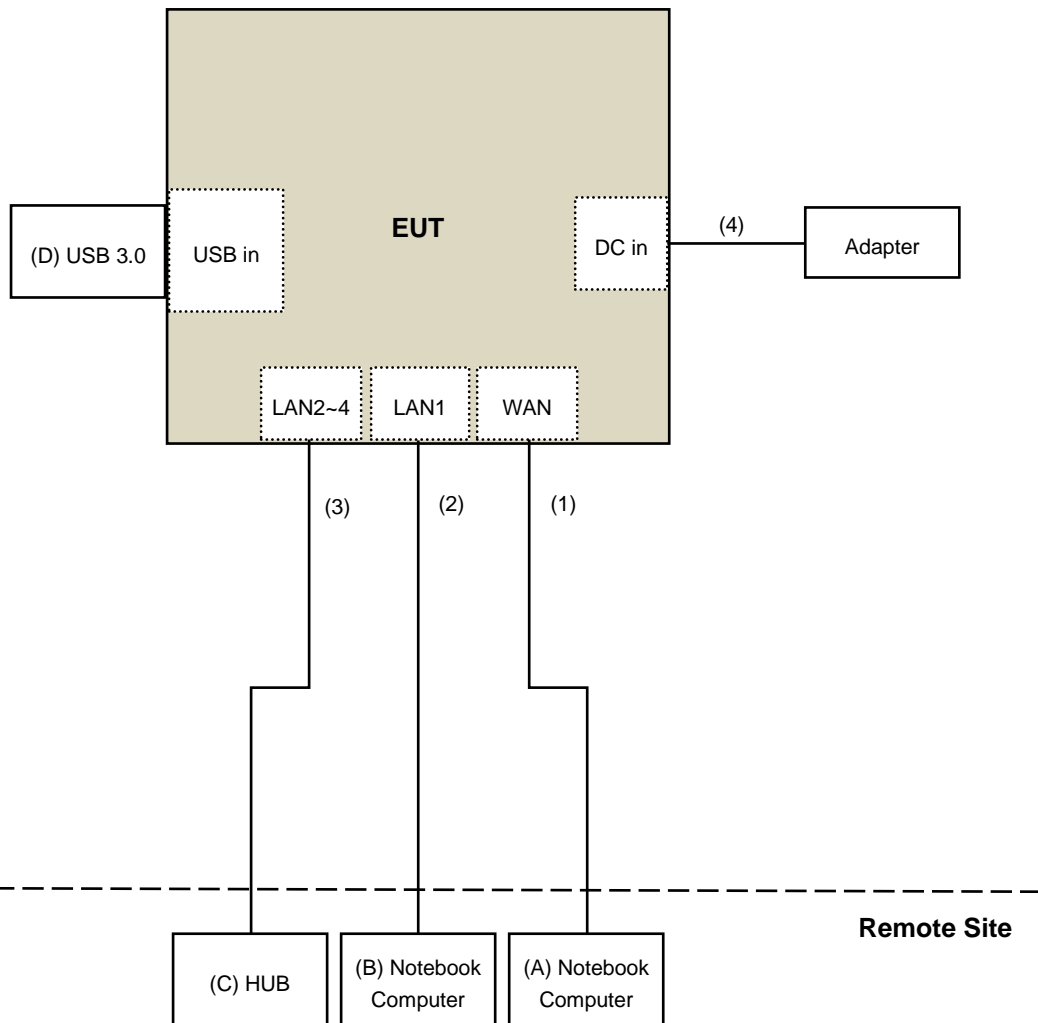 EUT
(D) USB 3.0
USB in
DC in
(4)
Adapter
LAN2~4
LAN1
WAN
(3)
(2)
(1)
Remote Site
(C) HUB
(B) Notebook
Computer
(A) Notebook
Computer